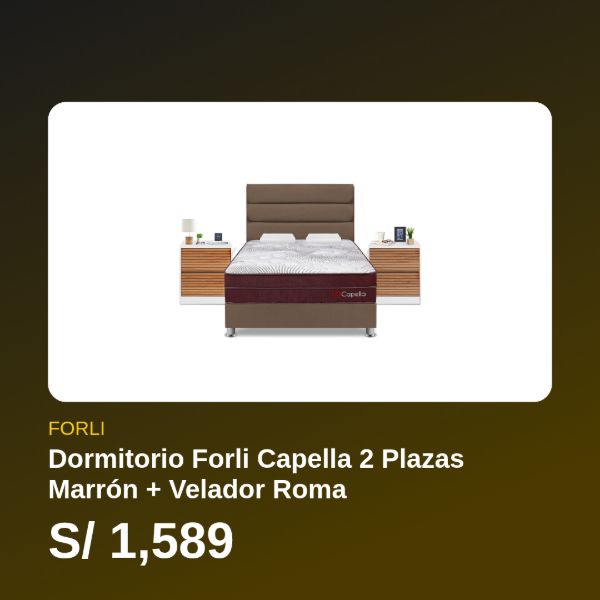 Capella
FORLI
Dormitorio Forli Capella 2 Plazas
Marrón + Velador Roma
S/ 1,589